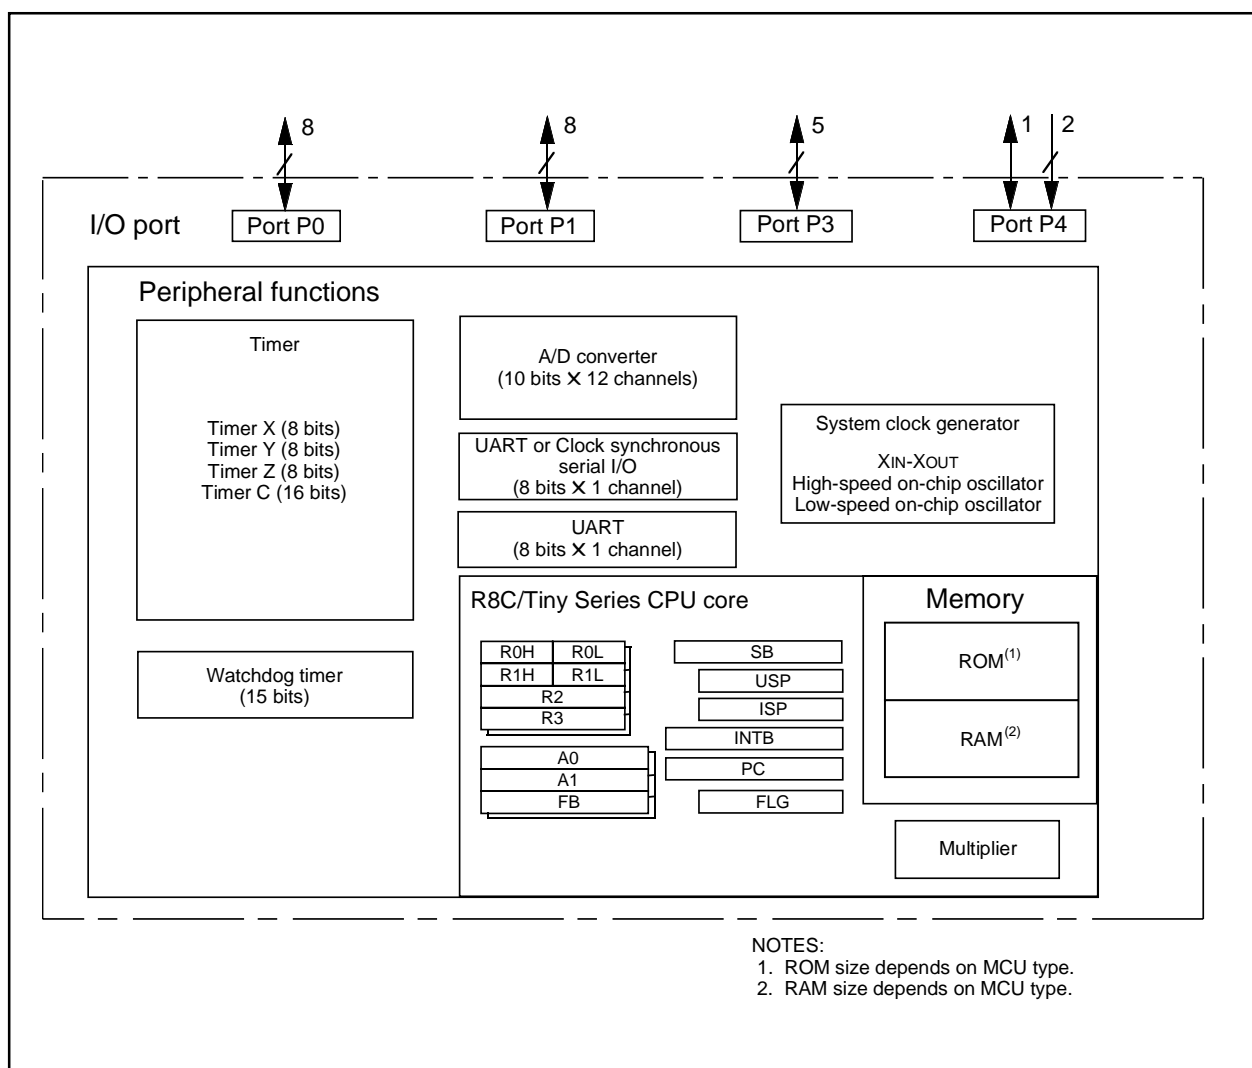 8
8
5
1
2
I/O port
Port P0
Port P1
Port P3
Port P4
Peripheral functions
Timer
Timer X (8 bits)
Timer Y (8 bits)
Timer Z (8 bits)
Timer C (16 bits)
Watchdog timer
(15 bits)
A/D converter
(10 bits X 12 channels)
UART or Clock synchronous
serial I/O
(8 bits X 1 channel)
UART
(8 bits X 1 channel)
System clock generator
XIN-XOUT
High-speed on-chip oscillator
Low-speed on-chip oscillator
R8C/Tiny Series CPU core
R0H
R0L
R1H
R1L
R2
R3
A0
A1
FB
SB
USP
ISP
INTB
PC
FLG
Memory
ROM(1)
RAM(2)
Multiplier
NOTES:
1. ROM size depends on MCU type.
2. RAM size depends on MCU type.